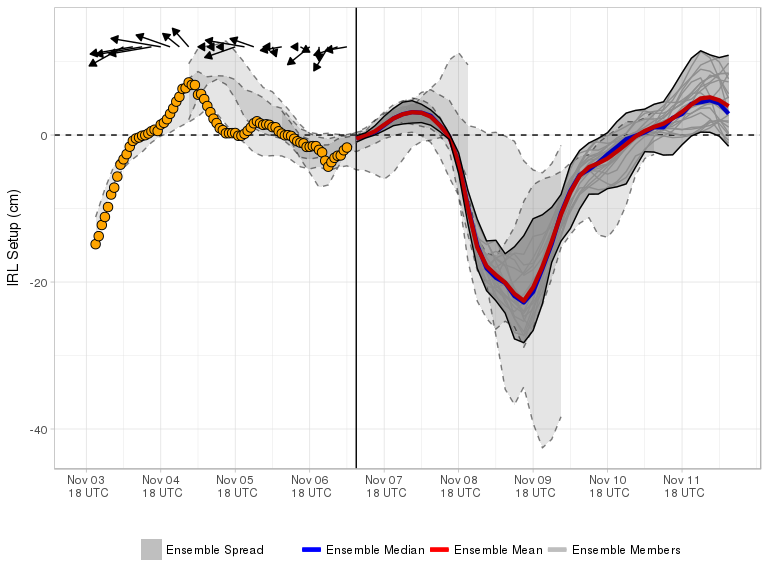 IRL Setup (cm)
0
-20
-40
Nov 03 Nov 04 Nov 05 Nov 06 Nov 07 Nov 08 Nov 09 Nov 10 Nov 11
18 UTC 18 UTC 18 UTC 18 UTC 18 UTC 18 UTC 18 UTC 18 UTC 18 UTC
Ensemble Spread Ensemble Median Ensemble Mean Ensemble Members